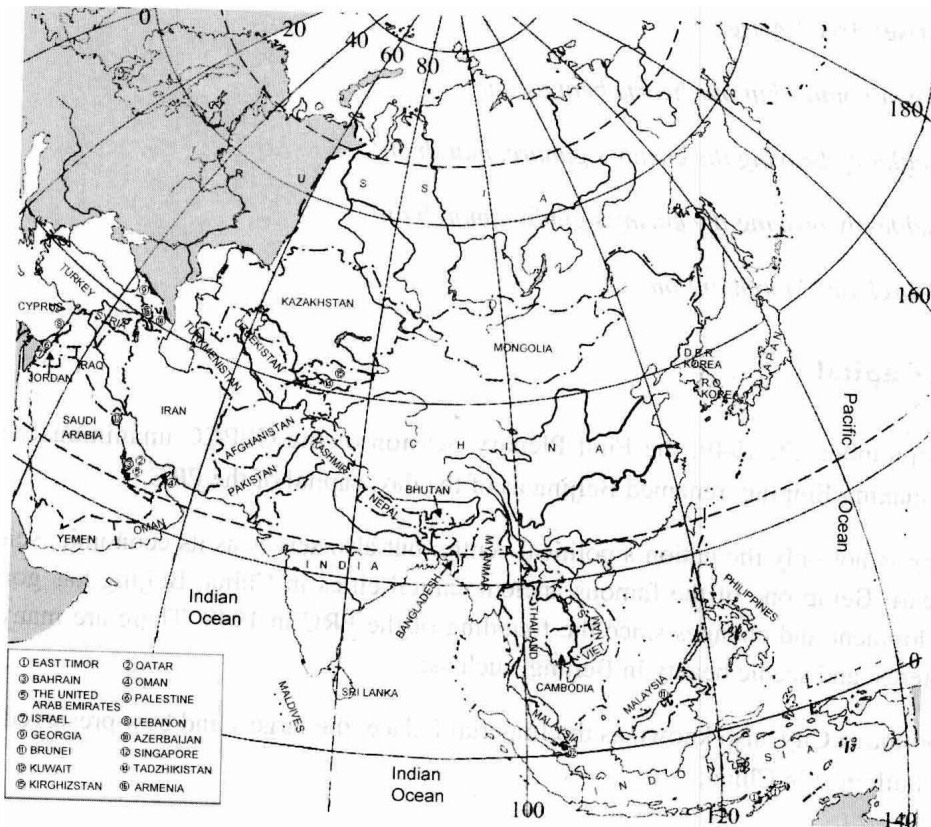 0
20
40
60
80
180
R U S S I A
160
TURKEY
CYPRUS
SYRIA
KAZAKHSTAN
UZBEKISTAN
TURKMENISTAN
MONGOLIA
D P R
KOREA
R O
KOREA
JAPAN
IRAQ
JORDAN
SAUDI
ARABIA
IRAN
AFGHANISTAN
KASHMIR
C H I N A
PAKISTAN
Pacific Ocean
NEPAL
BHUTAN
YEMEN
OMAN
INDIA
BANGLADESH
MYANMAR
THAILAND
LAOS
VIET
PHILIPPINES
Indian
Ocean
CAMBODIA
MALDIVES
SRI LANKA
MALAYSIA
MALAYSIA
I N D O N E S I A
Indian
Ocean
0
100
120
140
① EAST TIMOR ② QATAR
③ BAHRAIN ④ OMAN
⑤ THE UNITED ARAB EMIRATES ⑥ PALESTINE
⑦ ISRAEL ⑧ LEBANON
⑨ GEORGIA ⑩ AZERBAIJAN
⑪ BRUNEI ⑫ SINGAPORE
⑬ KUWAIT ⑭ TADZHIKISTAN
⑮ KIRGHIZSTAN ⑯ ARMENIA